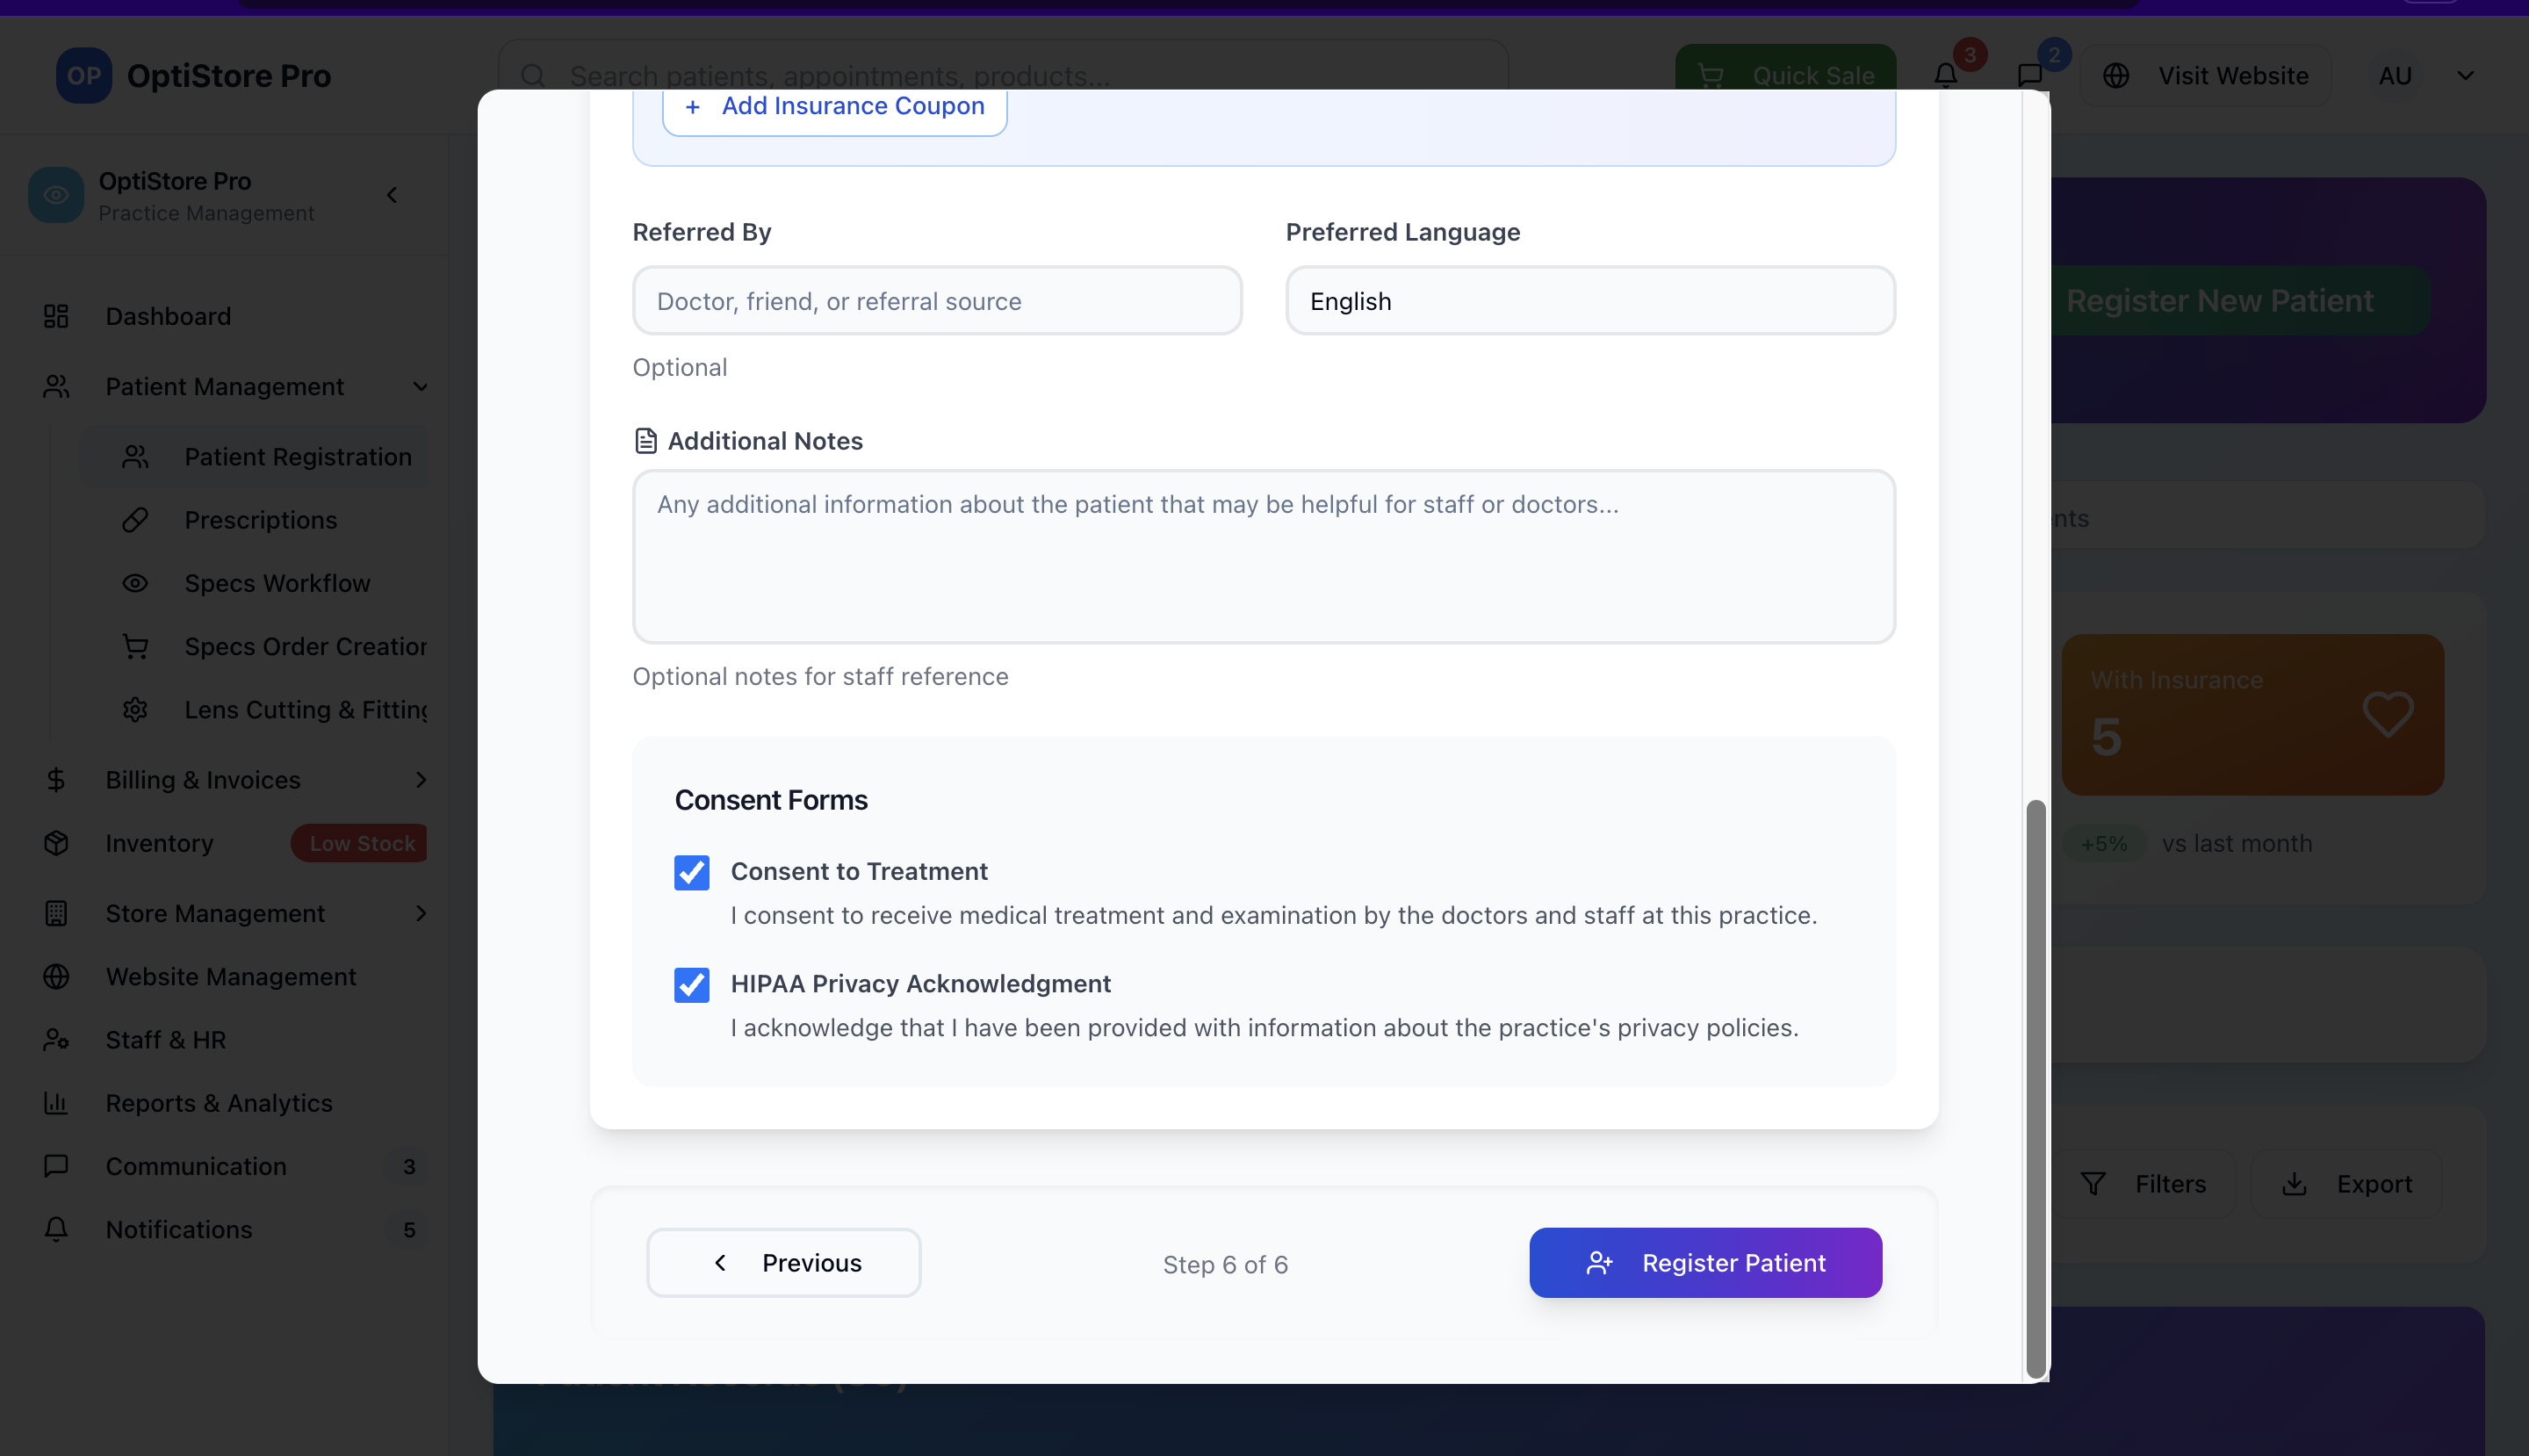 OP OptiStore Pro
Search patients, appointments, products...
Quick Sale
3
2
Visit Website
AU
OptiStore Pro
Practice Management
Dashboard
Patient Management
Patient Registration
Prescriptions
Specs Workflow
Specs Order Creation
Lens Cutting & Fitting
Billing & Invoices
Inventory Low Stock
Store Management
Website Management
Staff & HR
Reports & Analytics
Communication 3
Notifications 5
+ Add Insurance Coupon
Referred By
Preferred Language
Doctor, friend, or referral source
English
Optional
Additional Notes
Any additional information about the patient that may be helpful for staff or doctors...
Optional notes for staff reference
Consent Forms
Consent to Treatment
I consent to receive medical treatment and examination by the doctors and staff at this practice.
HIPAA Privacy Acknowledgment
I acknowledge that I have been provided with information about the practice's privacy policies.
Previous
Step 6 of 6
Register Patient
Register New Patient
With Insurance
5
+5% vs last month
Filters
Export